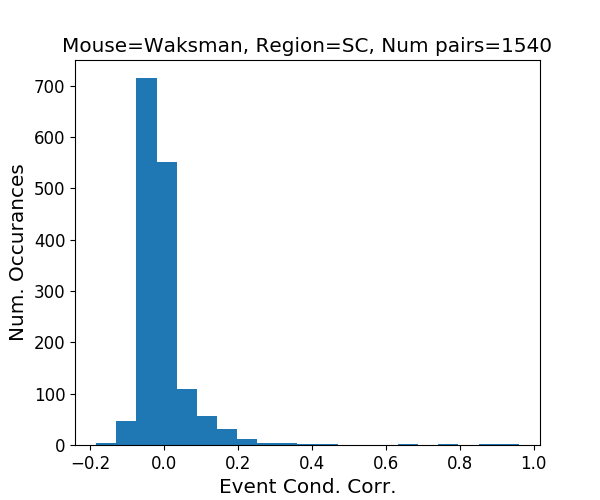 Mouse=Waksman, Region=SC, Num pairs=1540
Num. Occurances
700
600
500
400
300
200
100
0
−0.2 0.0 0.2 0.4 0.6 0.8 1.0
Event Cond. Corr.